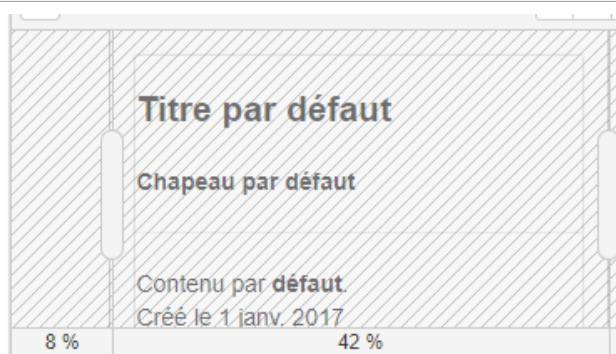 Titre par défaut
Chapeau par défaut
Contenu par défaut.
Créé le 1 janv. 2017
8 %
42 %